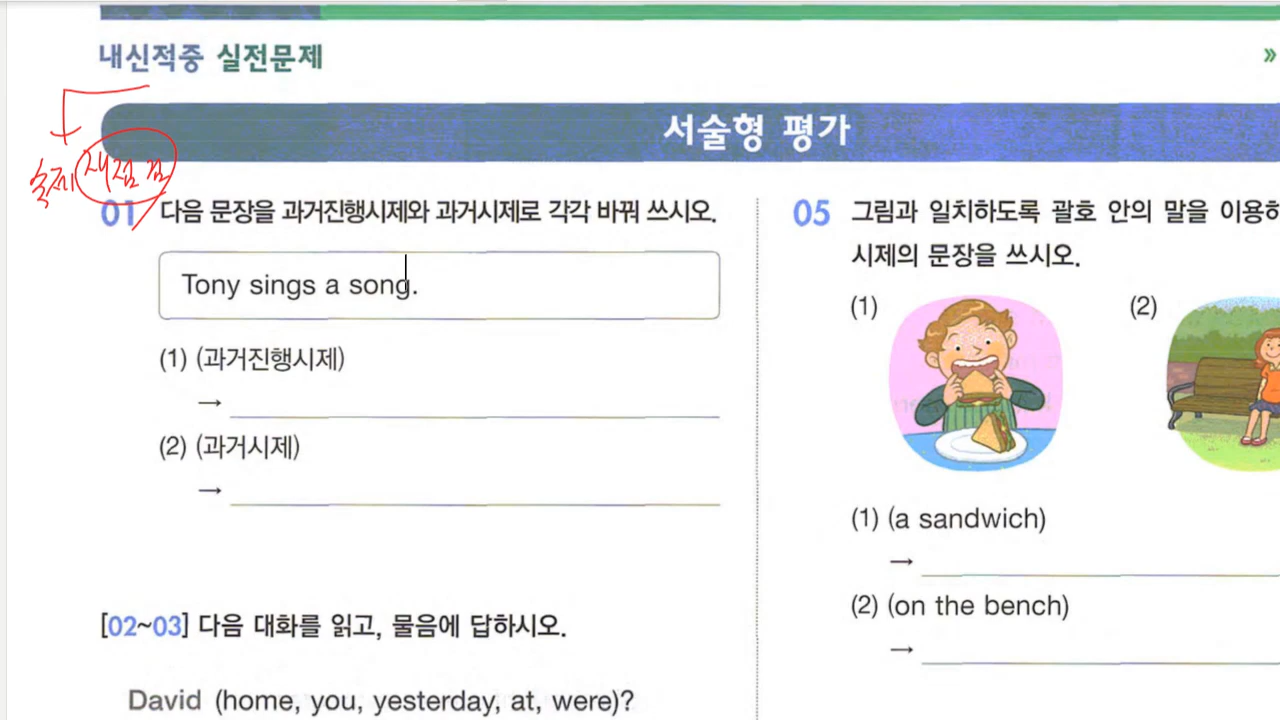 내신적중 실전문제
»
서술형 평가
숙제 재점검
01 다음 문장을 과거진행시제와 과거시제로 각각 바꿔 쓰시오.
Tony sings a song.
(1) (과거진행시제)
→
(2) (과거시제)
→
[02~03] 다음 대화를 읽고, 물음에 답하시오.
David (home, you, yesterday, at, were)?
05 그림과 일치하도록 괄호 안의 말을 이용하
시제의 문장을 쓰시오.
(1)
(2)
(1) (a sandwich)
→
(2) (on the bench)
→